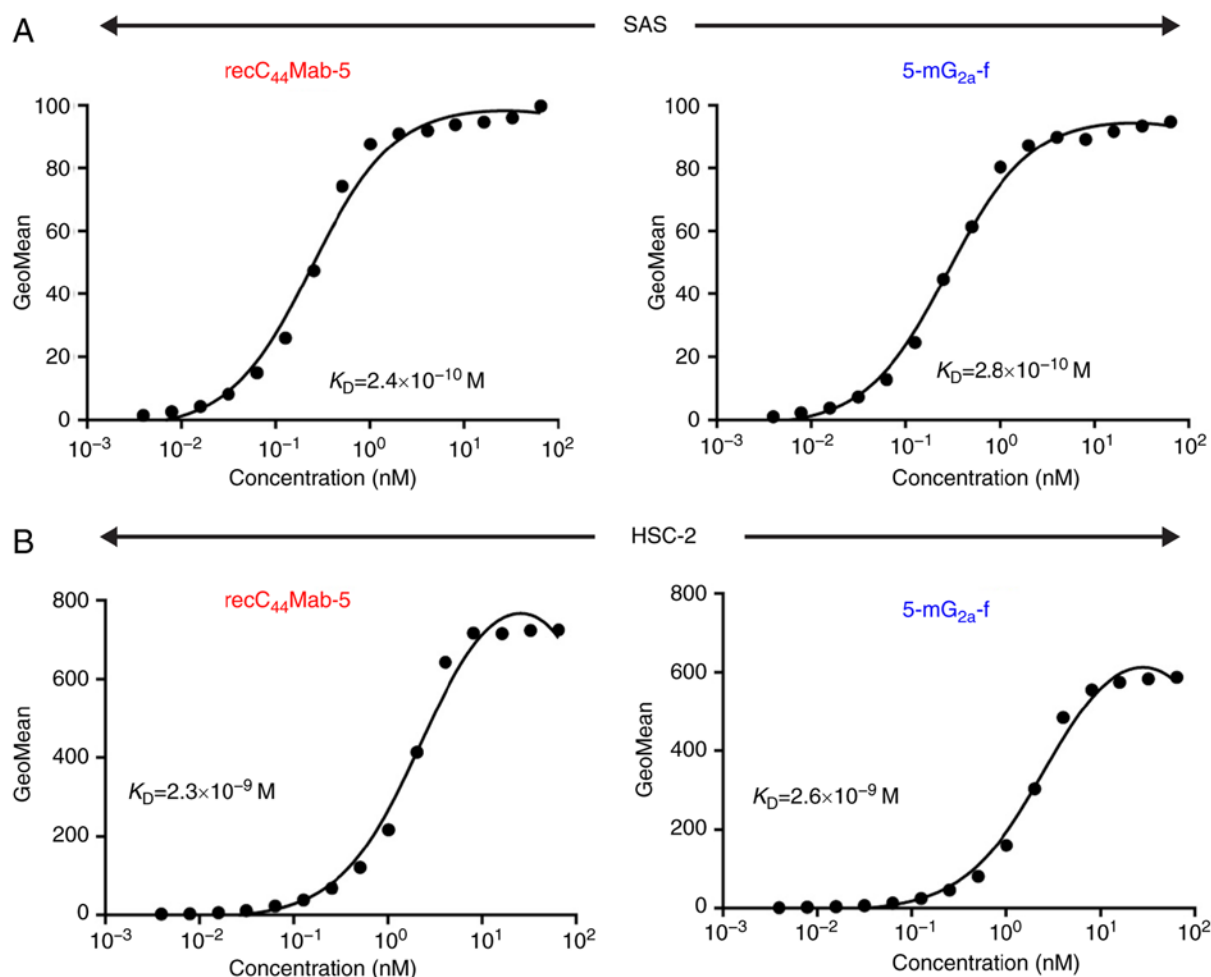 A
SAS
recC₄₄Mab-5
5-mG₂ₐ-f
100
80
60
40
20
0
GeoMean
K_D=2.4×10⁻¹⁰ M
10⁻³ 10⁻² 10⁻¹ 10⁰ 10¹ 10²
Concentration (nM)
100
80
60
40
20
0
GeoMean
K_D=2.8×10⁻¹⁰ M
10⁻³ 10⁻² 10⁻¹ 10⁰ 10¹ 10²
Concentration (nM)
B
HSC-2
recC₄₄Mab-5
5-mG₂ₐ-f
800
600
400
200
0
GeoMean
K_D=2.3×10⁻⁹ M
10⁻³ 10⁻² 10⁻¹ 10⁰ 10¹ 10²
Concentration (nM)
800
600
400
200
0
GeoMean
K_D=2.6×10⁻⁹ M
10⁻³ 10⁻² 10⁻¹ 10⁰ 10¹ 10²
Concentration (nM)